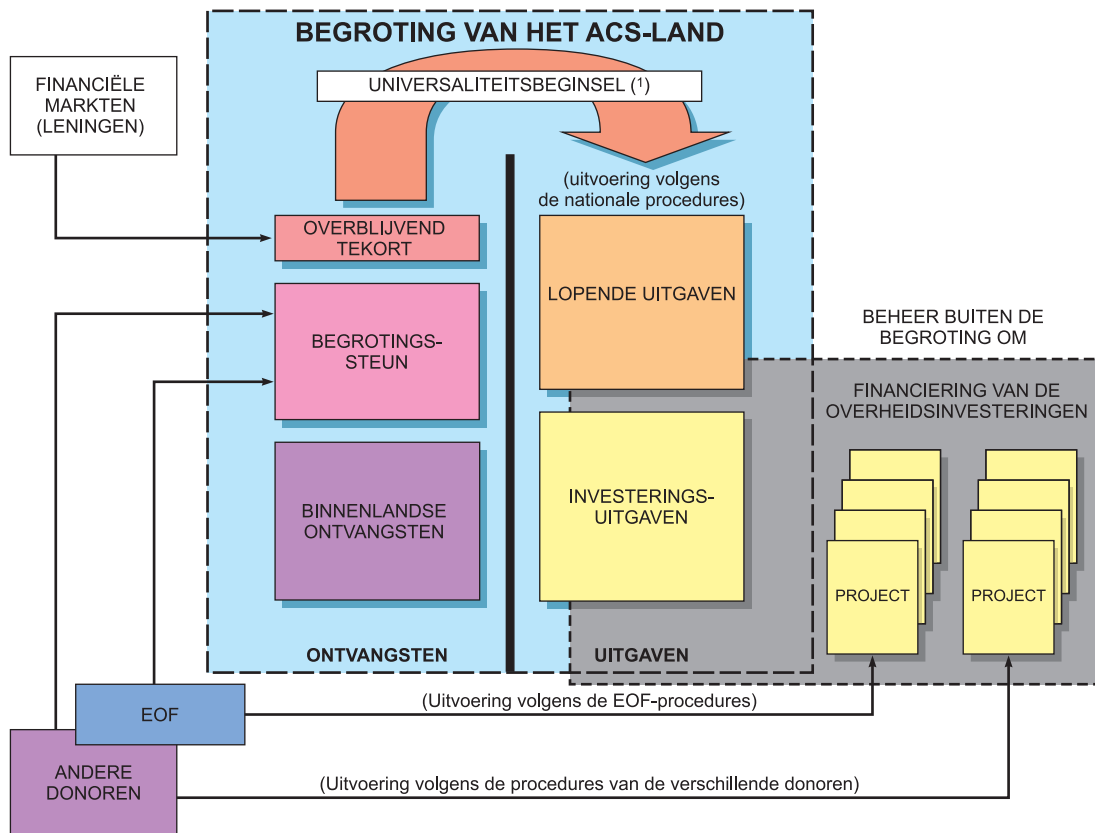 BEGROTING VAN HET ACS-LAND
UNIVERSALITEITSBEGINSEL (1)
FINANCIËLE
MARKTEN
(LENINGEN)
(uitvoering volgens
de nationale procedures)
OVERBLIJVEND
TEKORT
LOPENDE UITGAVEN
BEGROTINGS-
STEUN
BEHEER BUITEN DE
BEGROTING OM
FINANCIERING VAN DE
OVERHEIDSINVESTERINGEN
BINNENLANDSE
ONTVANGSTEN
INVESTERINGS-
UITGAVEN
PROJECT
PROJECT
ONTVANGSTEN
UITGAVEN
EOF
(Uitvoering volgens de EOF-procedures)
ANDERE
DONOREN
(Uitvoering volgens de procedures van de verschillende donoren)